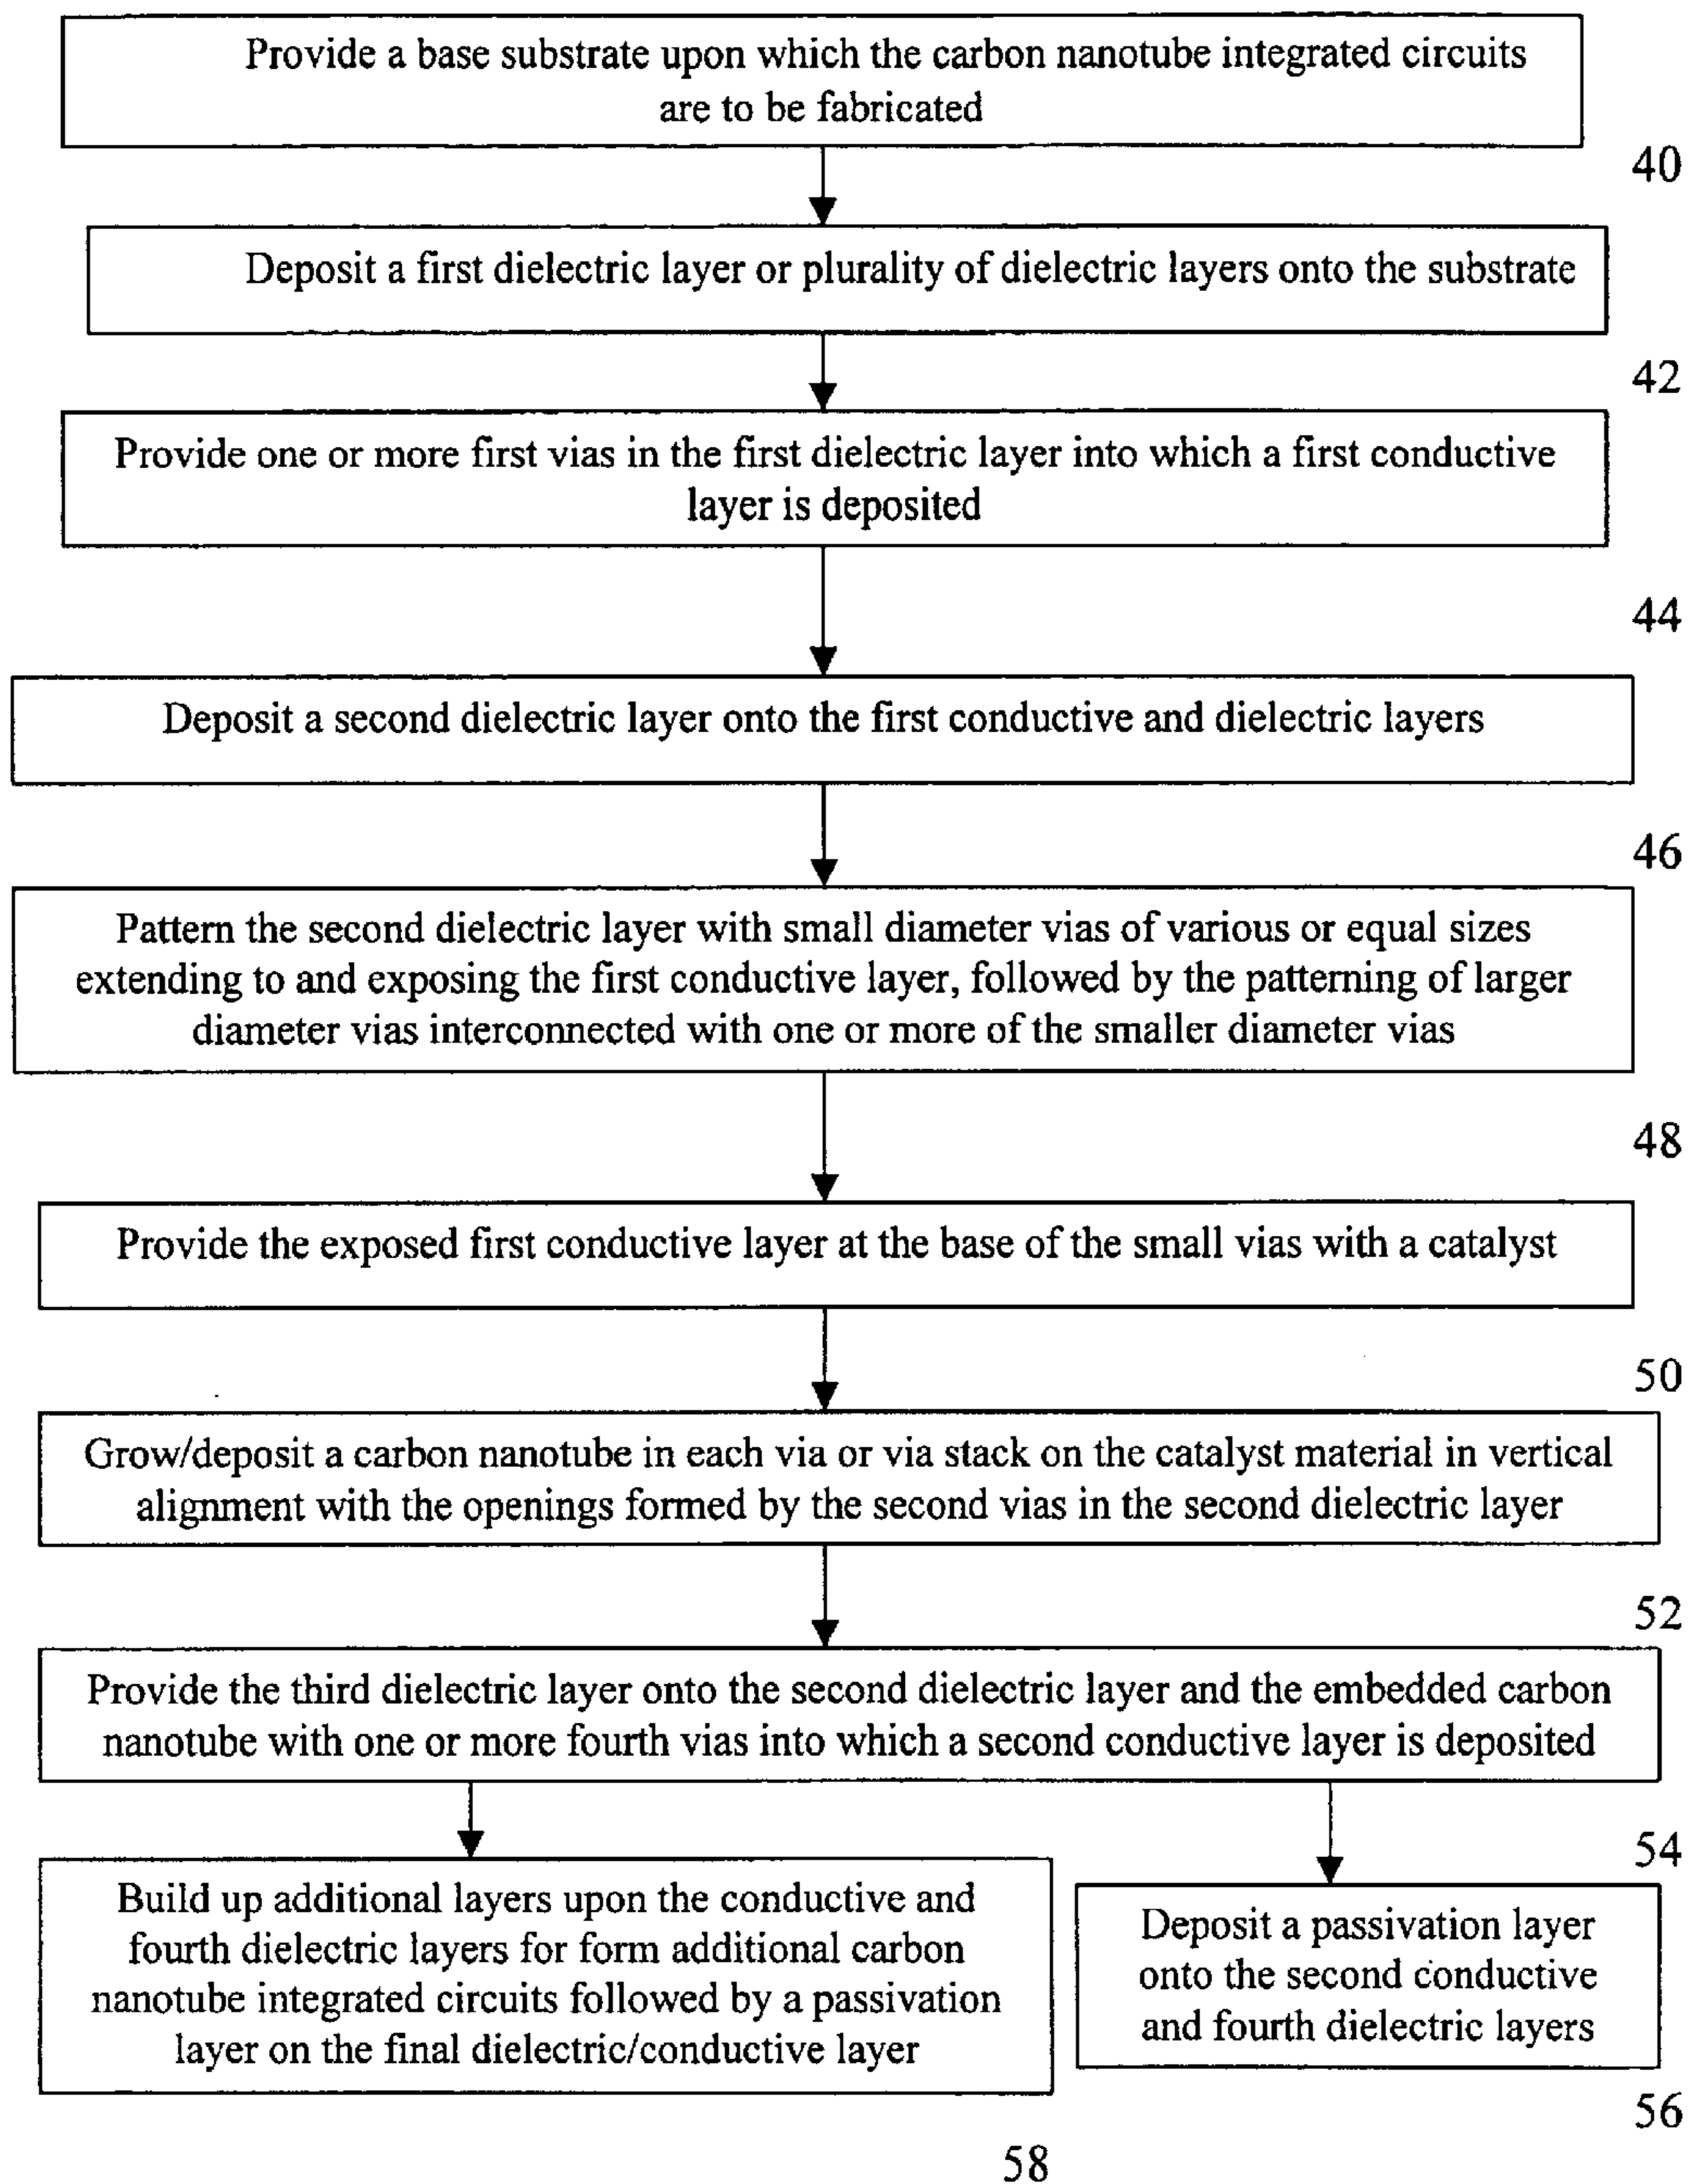 Provide a base substrate upon which the carbon nanotube integrated circuits
are to be fabricated
40
Deposit a first dielectric layer or plurality of dielectric layers onto the substrate
42
Provide one or more first vias in the first dielectric layer into which a first conductive
layer is deposited
44
Deposit a second dielectric layer onto the first conductive and dielectric layers
46
Pattern the second dielectric layer with small diameter vias of various or equal sizes
extending to and exposing the first conductive layer, followed by the patterning of larger
diameter vias interconnected with one or more of the smaller diameter vias
48
Provide the exposed first conductive layer at the base of the small vias with a catalyst
50
Grow/deposit a carbon nanotube in each via or via stack on the catalyst material in vertical
alignment with the openings formed by the second vias in the second dielectric layer
52
Provide the third dielectric layer onto the second dielectric layer and the embedded carbon
nanotube with one or more fourth vias into which a second conductive layer is deposited
54
Build up additional layers upon the conductive and
fourth dielectric layers for form additional carbon
nanotube integrated circuits followed by a passivation
layer on the final dielectric/conductive layer
58
Deposit a passivation layer
onto the second conductive
and fourth dielectric layers
56